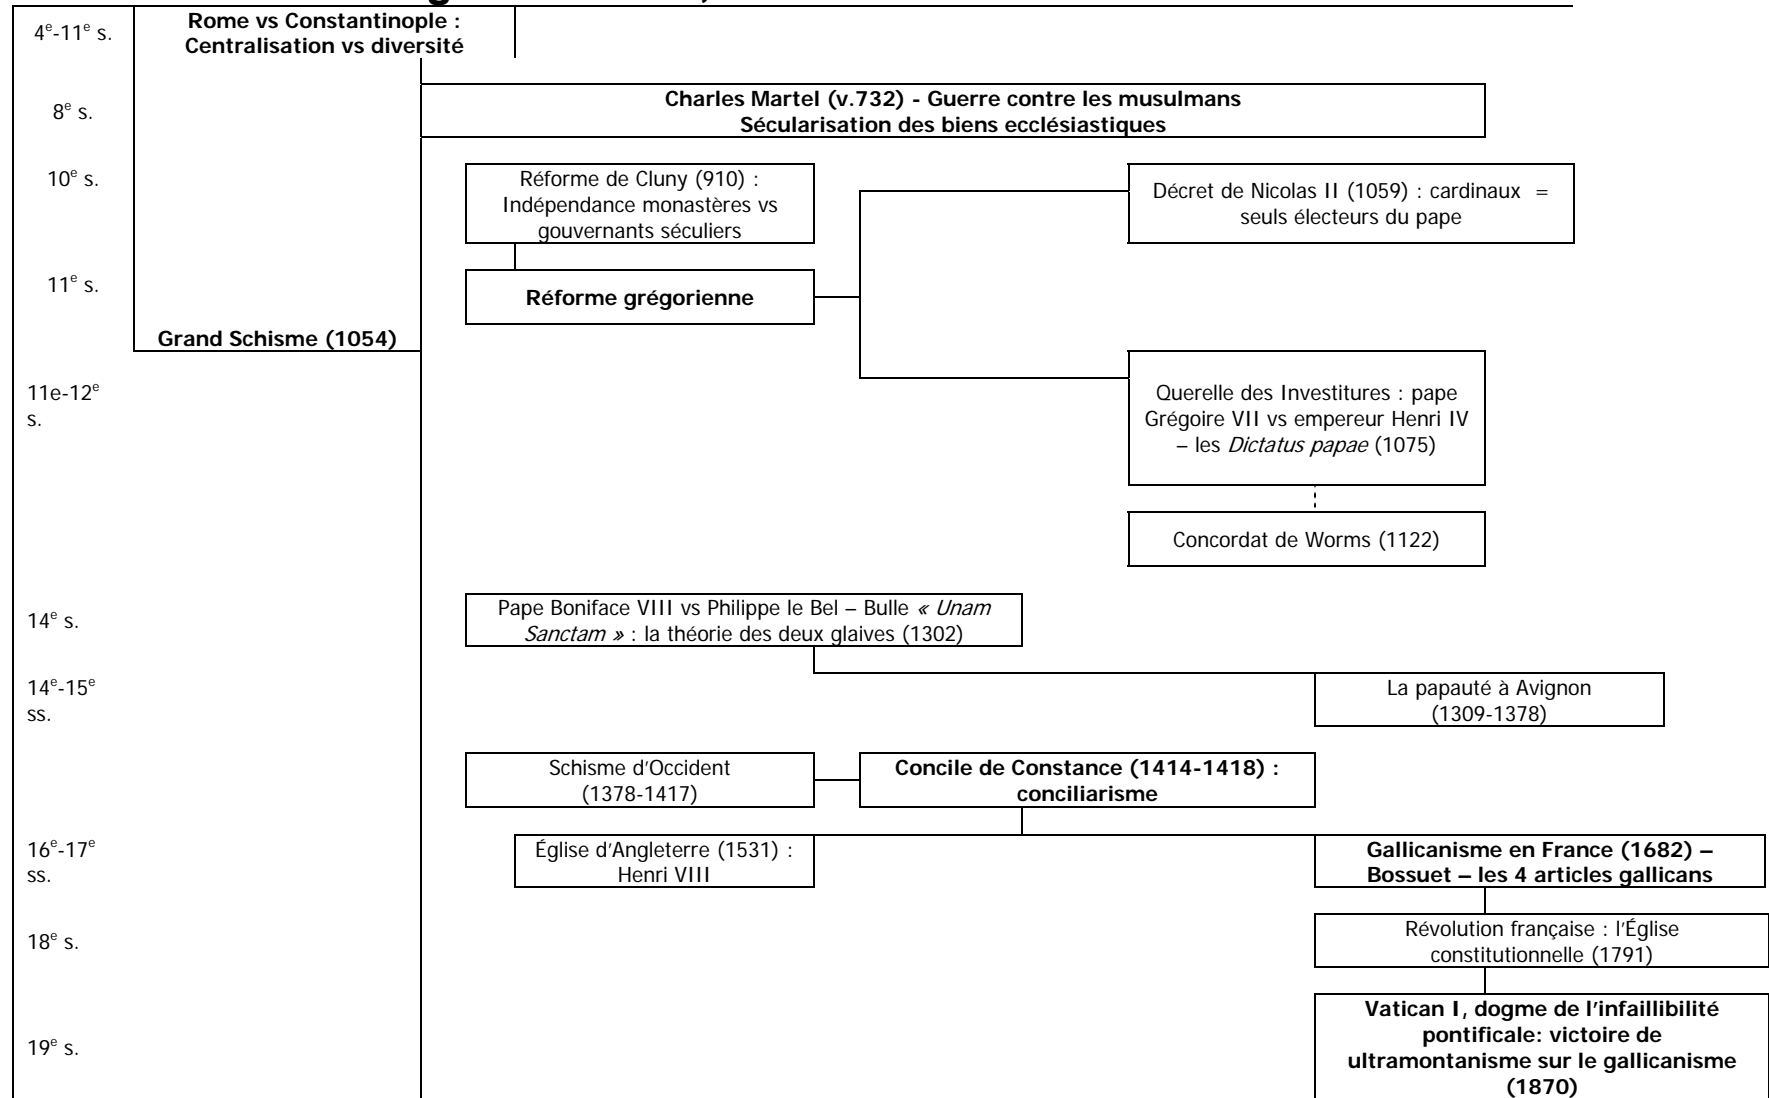 4e-11e s.
Rome vs Constantinople :
Centralisation vs diversité
8e s.
Charles Martel (v.732) - Guerre contre les musulmans
Sécularisation des biens ecclésiastiques
10e s.
Réforme de Cluny (910) :
Indépendance monastères vs
gouvernants séculiers
Décret de Nicolas II (1059) : cardinaux =
seuls électeurs du pape
11e s.
Réforme grégorienne
Grand Schisme (1054)
11e-12e
s.
Querelle des Investitures : pape
Grégoire VII vs empereur Henri IV
– les Dictatus papae (1075)
Concordat de Worms (1122)
14e s.
Pape Boniface VIII vs Philippe le Bel – Bulle « Unam
Sanctam » : la théorie des deux glaives (1302)
14e-15e
ss.
La papauté à Avignon
(1309-1378)
Schisme d'Occident
(1378-1417)
Concile de Constance (1414-1418) :
conciliarisme
16e-17e
ss.
Église d'Angleterre (1531) :
Henri VIII
Gallicanisme en France (1682) –
Bossuet – les 4 articles gallicans
18e s.
Révolution française : l'Église
constitutionnelle (1791)
19e s.
Vatican I, dogme de l'infaillibilité
pontificale: victoire de
ultramontanisme sur le gallicanisme
(1870)